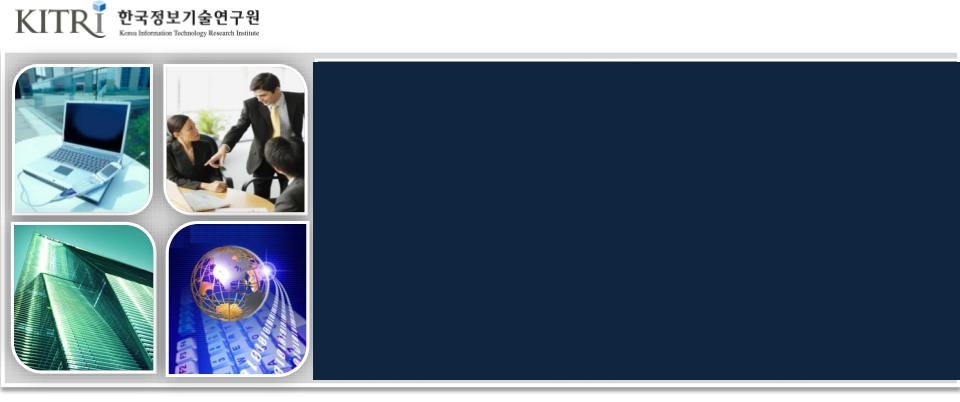 KITRI 한국정보기술연구원
Korea Information Technology Research Institute